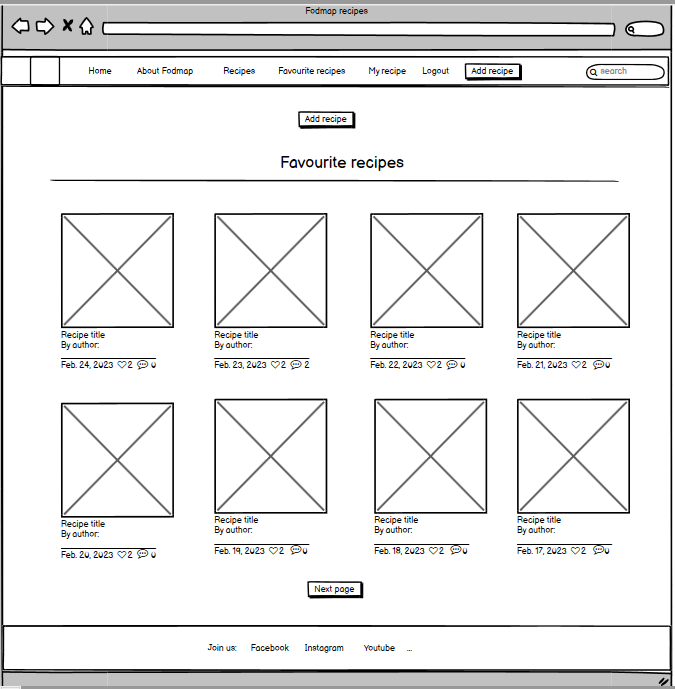 Fodmap recipes
Home About Fodmap Recipes Favourite recipes My recipe Logout Add recipe search
Add recipe
Favourite recipes
Recipe title Recipe title Recipe title Recipe title
By author: By author: By author: By author:
Feb. 24, 2023 2 0 Feb. 23, 2023 2 2 Feb. 22, 2023 2 0 Feb. 21, 2023 2 0
Recipe title Recipe title Recipe title Recipe title
By author: By author: By author: By author:
Feb. 20, 2023 2 0 Feb. 19, 2023 2 0 Feb. 18, 2023 2 0 Feb. 17, 2023 2 0
Next page
Join us: Facebook Instagram Youtube ...